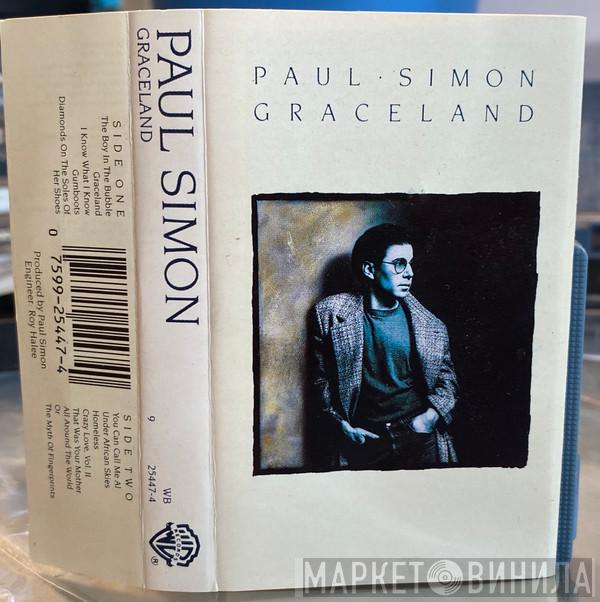 PAUL · SIMON
GRACELAND
PAUL SIMON
GRACELAND
9 25447-4
WB
WB
RECORDS
®
SIDE ONE
The Boy In The Bubble
Graceland
I Know What I Know
Gumboots
Diamonds On The Soles Of
Her Shoes
0 7599-25447-4
Produced by Paul Simon
Engineer: Roy Halee
SIDE TWO
You Can Call Me Al
Under African Skies
Homeless
Crazy Love, Vol. II
That Was Your Mother
All Around The World
Or
The Myth Of Fingerprints
МАРКЕТ ВИНИЛА